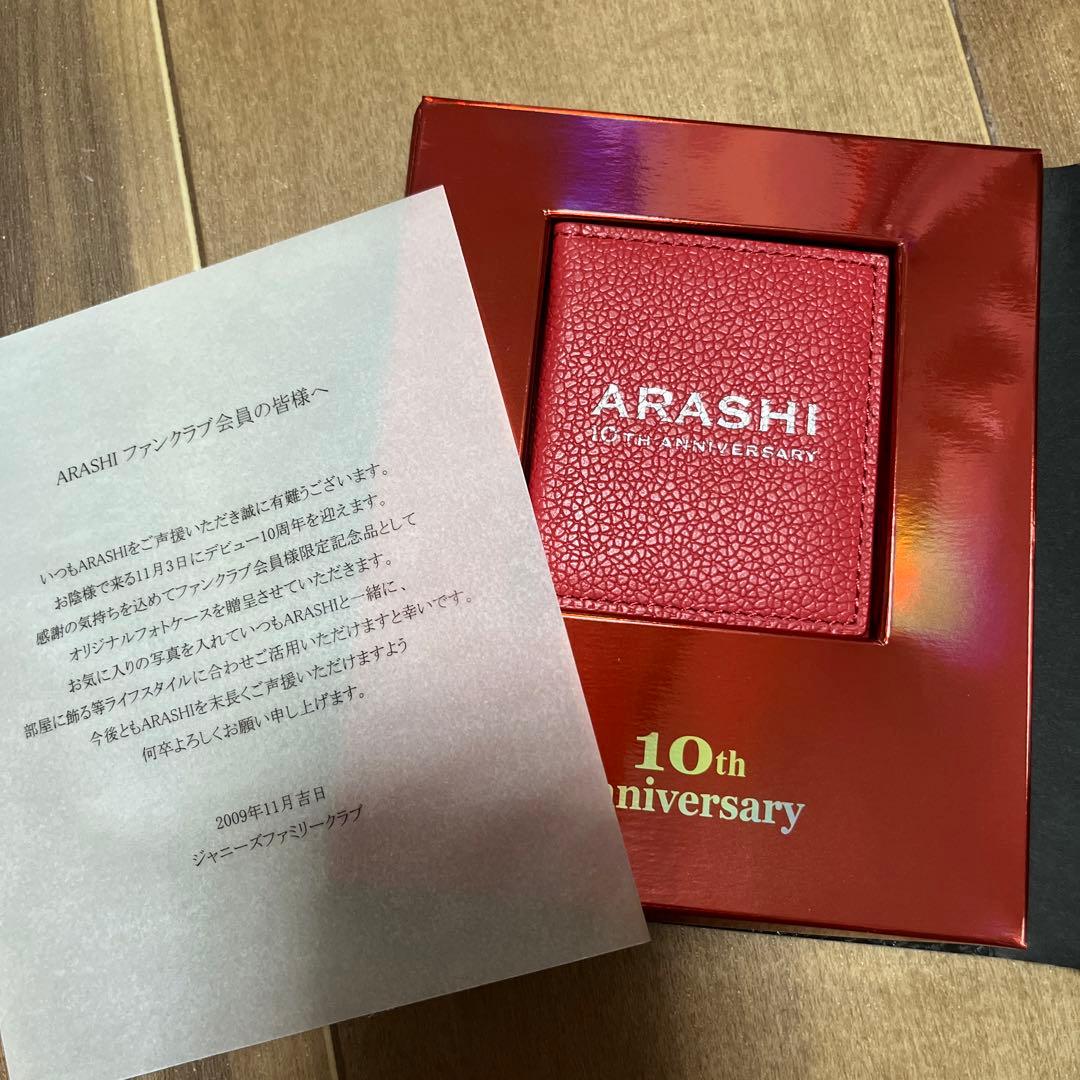 ARASHI ファンクラブ会員の皆様へ
いつもARASHIをご声援いただき誠に有難うございます。
お陰様で来る11月3日にデビュー10周年を迎えます。
感謝の気持ちを込めてファンクラブ会員様限定記念品として
オリジナルフォトケースを贈呈させていただきます。
お気に入りの写真を入れていつもARASHIと一緒に、
部屋に飾る等ライフスタイルに合わせご活用いただけますと幸いです。
今後ともARASHIを末長くご声援いただけますよう
何卒よろしくお願い申し上げます。
2009年11月吉日
ジャニーズファミリークラブ
ARASHI
10TH ANNIVERSARY
10th
nniversary